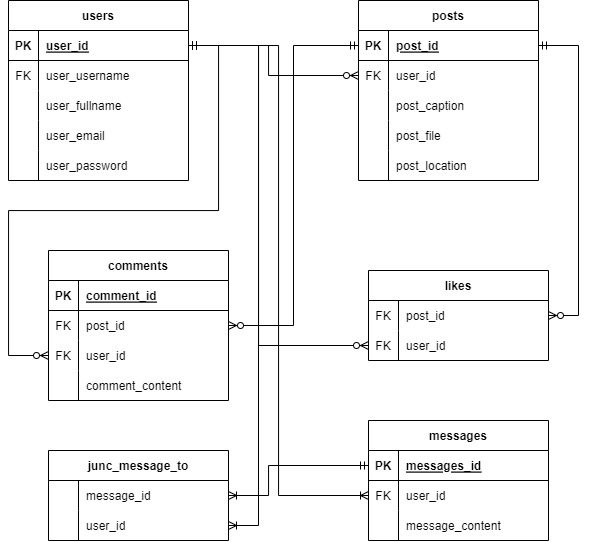 users
PK user_id
FK user_username
user_fullname
user_email
user_password
posts
PK post_id
FK user_id
post_caption
post_file
post_location
comments
PK comment_id
FK post_id
FK user_id
comment_content
likes
FK post_id
FK user_id
junc_message_to
message_id
user_id
messages
PK messages_id
FK user_id
message_content